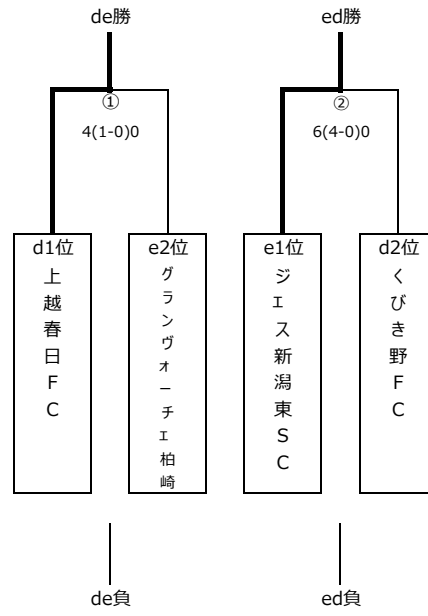 de勝
ed勝
①
②
4(1-0)0
6(4-0)0
d1位
上越春日FC
e2位
グランヴォーチェ柏崎
e1位
ジェス新潟東SC
d2位
くびき野FC
de負
ed負